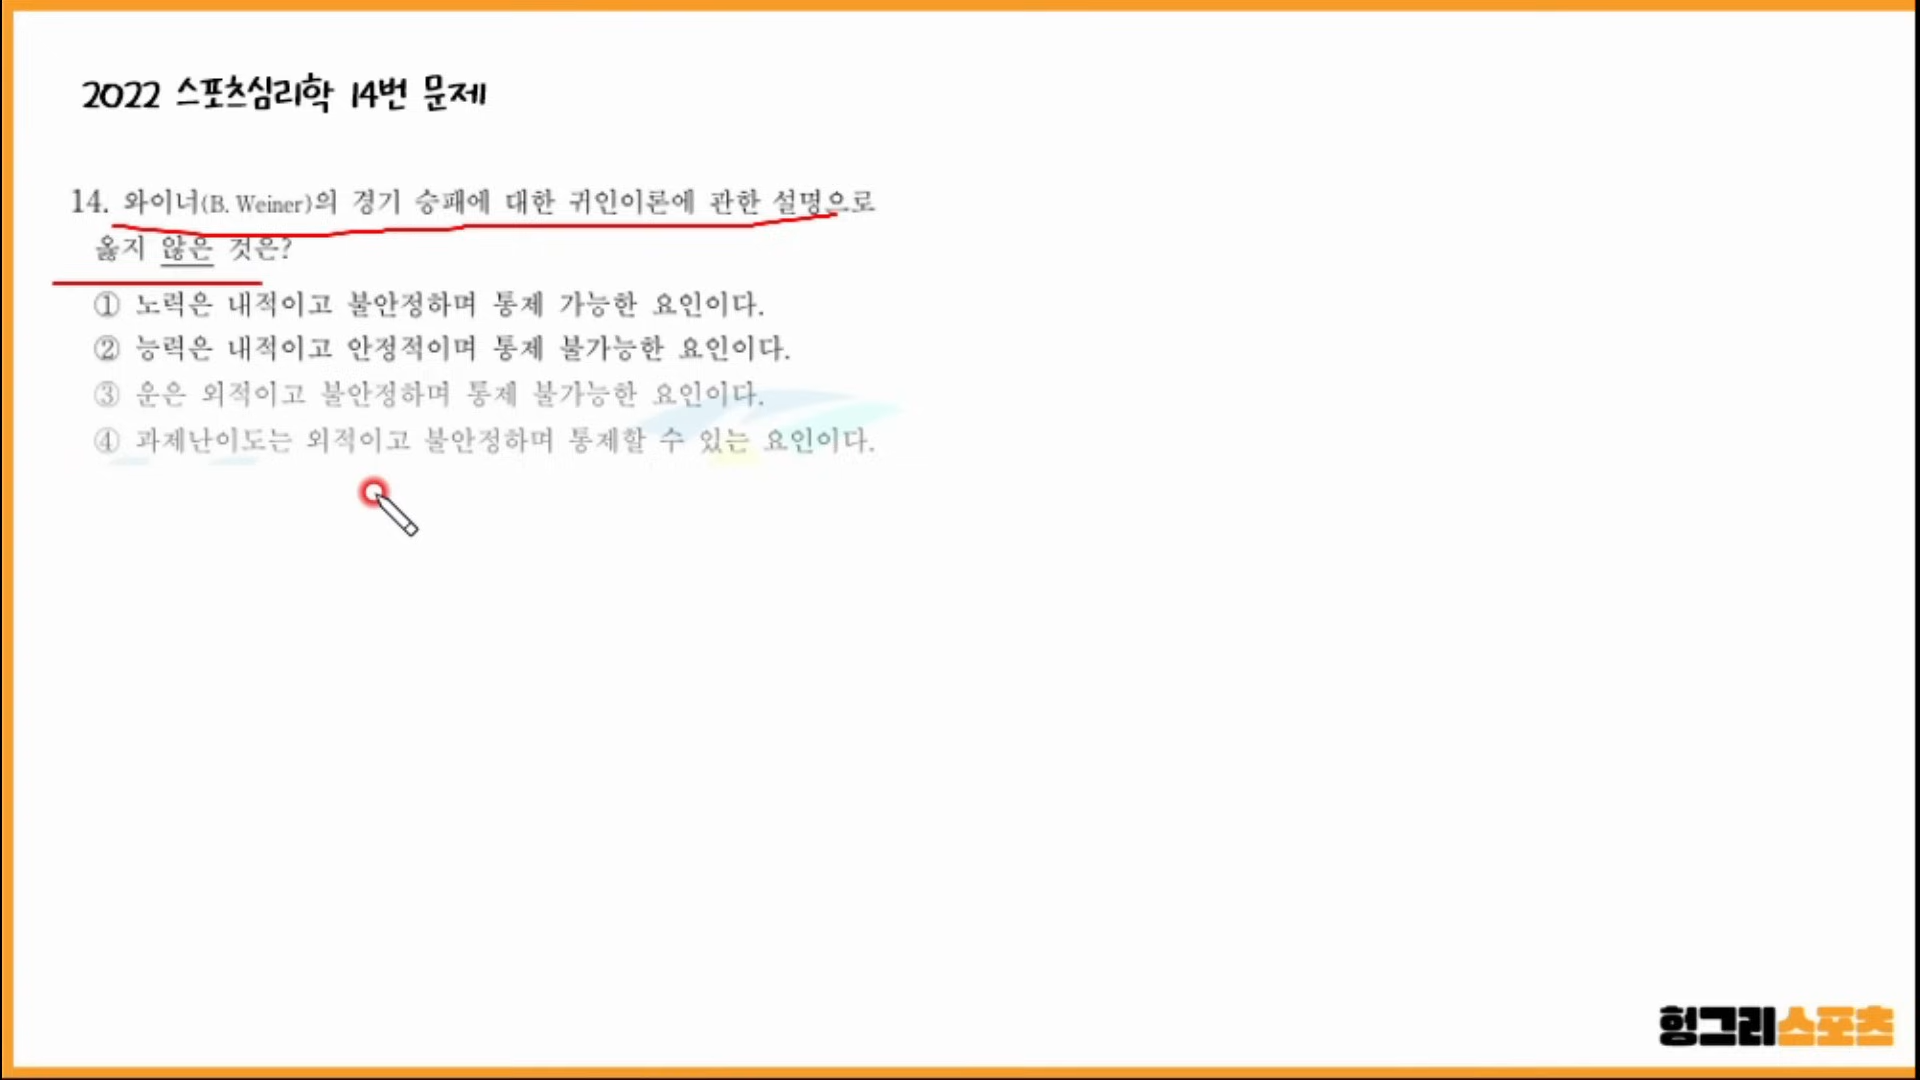 2022 스포츠심리학 14번 문제
14. 와이너(B. Weiner)의 경기 승패에 대한 귀인이론에 관한 설명으로
옳지 않은 것은?
① 노력은 내적이고 불안정하며 통제 가능한 요인이다.
② 능력은 내적이고 안정적이며 통제 불가능한 요인이다.
③ 운은 외적이고 불안정하며 통제 불가능한 요인이다.
④ 과제난이도는 외적이고 불안정하며 통제할 수 있는 요인이다.
헝그리스포츠